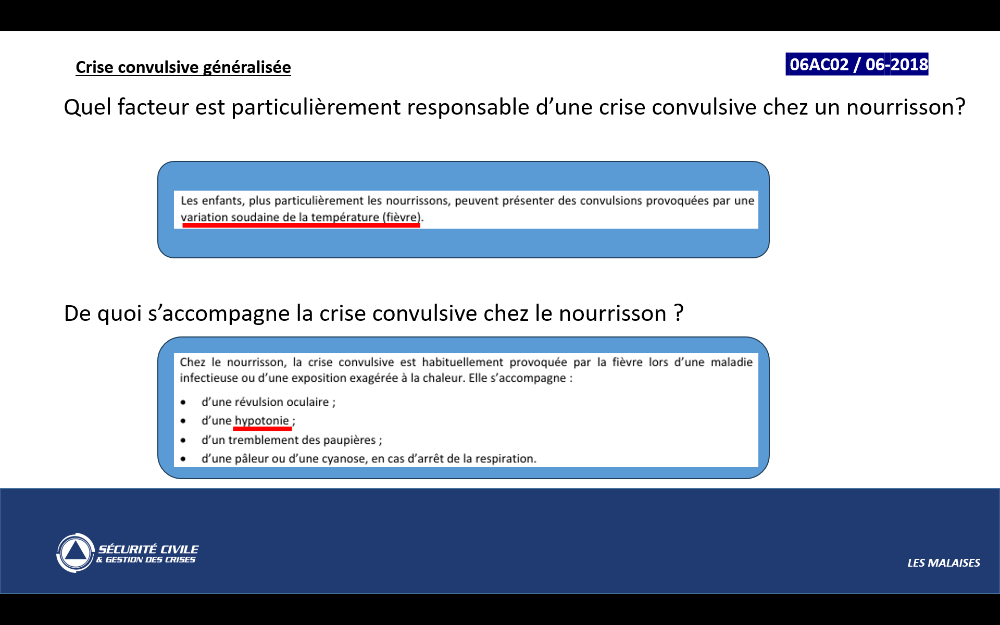 Crise convulsive généralisée
06AC02 / 06-2018
Quel facteur est particulièrement responsable d’une crise convulsive chez un nourrisson?
Les enfants, plus particulièrement les nourrissons, peuvent présenter des convulsions provoquées par une
variation soudaine de la température (fièvre).
De quoi s’accompagne la crise convulsive chez le nourrisson ?
Chez le nourrisson, la crise convulsive est habituellement provoquée par la fièvre lors d’une maladie
infectieuse ou d’une exposition exagérée à la chaleur. Elle s’accompagne :
• d’une révulsion oculaire ;
• d’une hypotonie ;
• d’un tremblement des paupières ;
• d’une pâleur ou d’une cyanose, en cas d’arrêt de la respiration.
SÉCURITÉ CIVILE
& GESTION DES CRISES
LES MALAISES